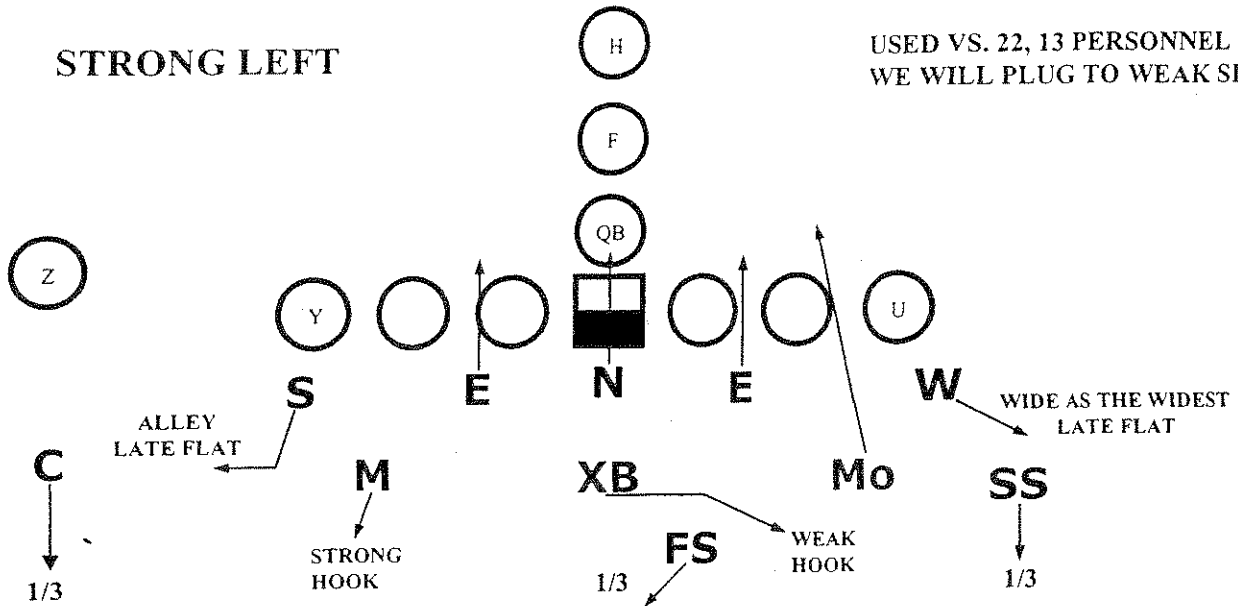 STRONG LEFT
USED VS. 22, 13 PERSONNEL
WE WILL PLUG TO WEAK
H
F
QB
Z
Y
U
S
E
N
E
W
ALLEY
LATE FLAT
WIDE AS THE WIDEST
LATE FLAT
C
M
XB
Mo
SS
STRONG
HOOK
FS
WEAK
HOOK
1/3
1/3
1/3